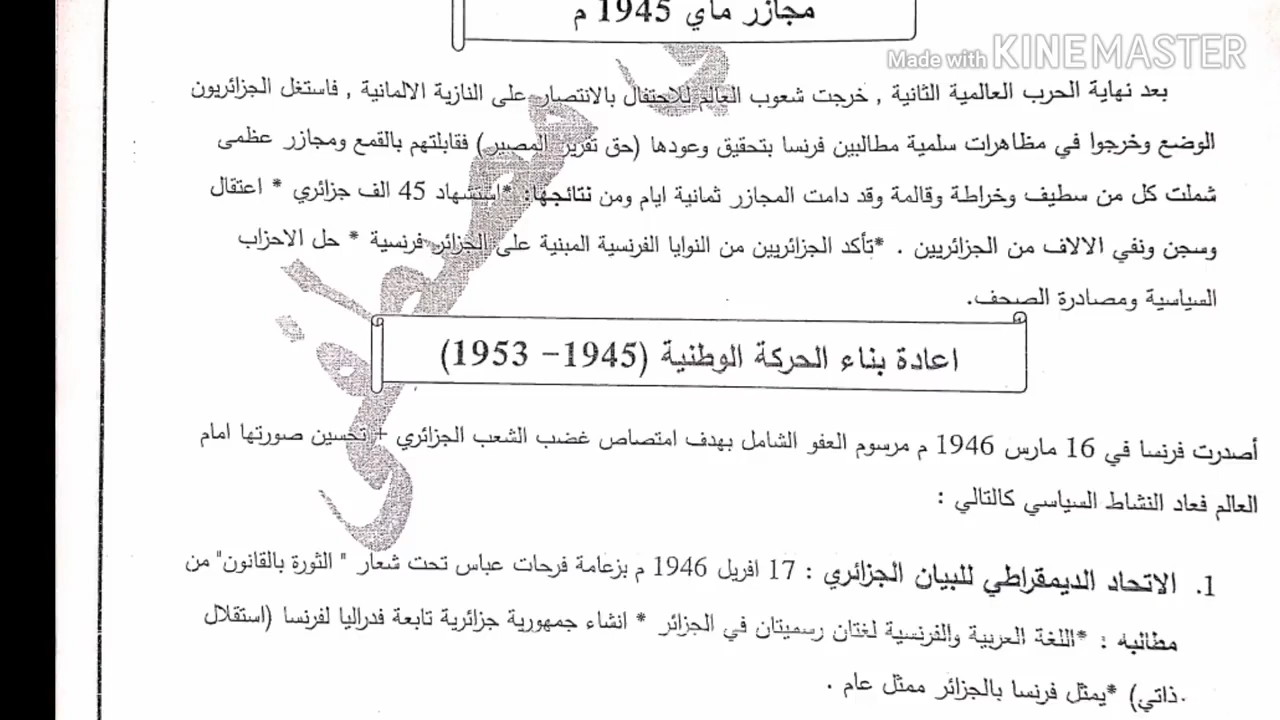 مجازر ماي 1945 م
Made with KINEMASTER
بعد نهاية الحرب العالمية الثانية , خرجت شعوب العالم للاحتفال بالانتصار على النازية الالمانية , فاستغل الجزائريون
الوضع وخرجوا في مظاهرات سلمية مطالبين فرنسا بتحقيق وعودها (حق تقرير المصير) فقابلتهم بالقمع ومجازر عظمى
شملت كل من سطيف وخراطة وقالمة وقد دامت المجازر ثمانية ايام ومن نتائجها: *استشهاد 45 الف جزائري * اعتقال
وسجن ونفي الالاف من الجزائريين . *تأكد الجزائريين من النوايا الفرنسية المبنية على الجزائر فرنسية * حل الاحزاب
السياسية ومصادرة الصحف.
اعادة بناء الحركة الوطنية (1945- 1953)
أصدرت فرنسا في 16 مارس 1946 م مرسوم العفو الشامل بهدف امتصاص غضب الشعب الجزائري + تحسين صورتها امام
العالم فعاد النشاط السياسي كالتالي :
1. الاتحاد الديمقراطي للبيان الجزائري : 17 افريل 1946 م بزعامة فرحات عباس تحت شعار " الثورة بالقانون" من
مطالبه : *اللغة العربية والفرنسية لغتان رسميتان في الجزائر * انشاء جمهورية جزائرية تابعة فدراليا لفرنسا (استقلال
ذاتي) *يمثل فرنسا بالجزائر ممثل عام .